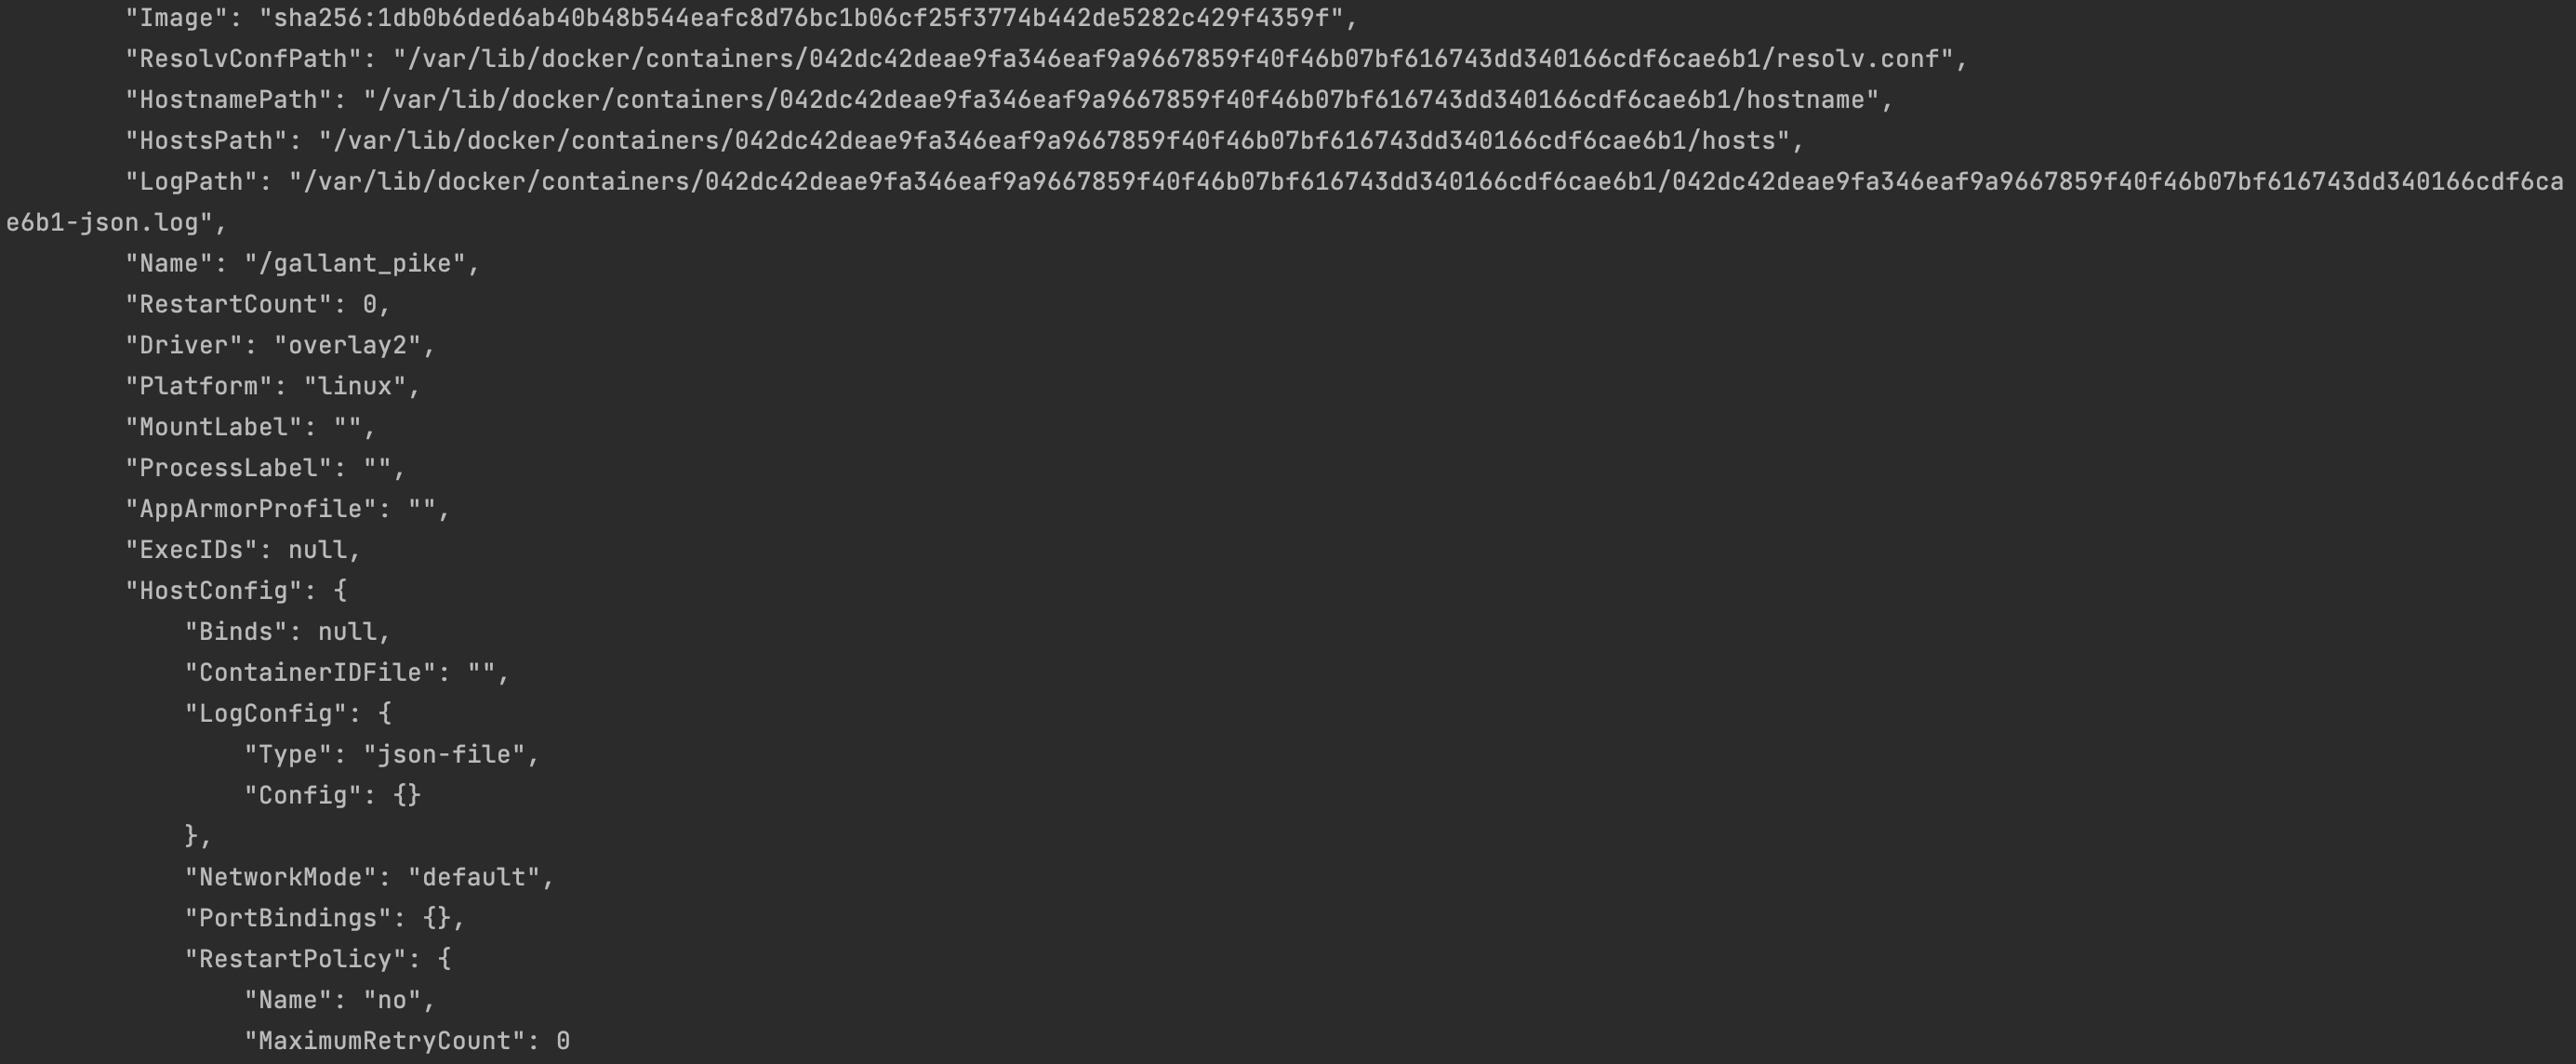 "Image": "sha256:1db0b6ded6ab40b48b544eafc8d76bc1b06cf25f3774b442de5282c429f4359f",
"ResolvConfPath": "/var/lib/docker/containers/042dc42deae9fa346eaf9a9667859f40f46b07bf616743dd340166cdf6cae6b1/resolv.conf",
"HostnamePath": "/var/lib/docker/containers/042dc42deae9fa346eaf9a9667859f40f46b07bf616743dd340166cdf6cae6b1/hostname",
"HostsPath": "/var/lib/docker/containers/042dc42deae9fa346eaf9a9667859f40f46b07bf616743dd340166cdf6cae6b1/hosts",
"LogPath": "/var/lib/docker/containers/042dc42deae9fa346eaf9a9667859f40f46b07bf616743dd340166cdf6cae6b1/042dc42deae9fa346eaf9a9667859f40f46b07bf616743dd340166cdf6ca
e6b1-json.log",
"Name": "/gallant_pike",
"RestartCount": 0,
"Driver": "overlay2",
"Platform": "linux",
"MountLabel": "",
"ProcessLabel": "",
"AppArmorProfile": "",
"ExecIDs": null,
"HostConfig": {
"Binds": null,
"ContainerIDFile": "",
"LogConfig": {
"Type": "json-file",
"Config": {}
},
"NetworkMode": "default",
"PortBindings": {},
"RestartPolicy": {
"Name": "no",
"MaximumRetryCount": 0